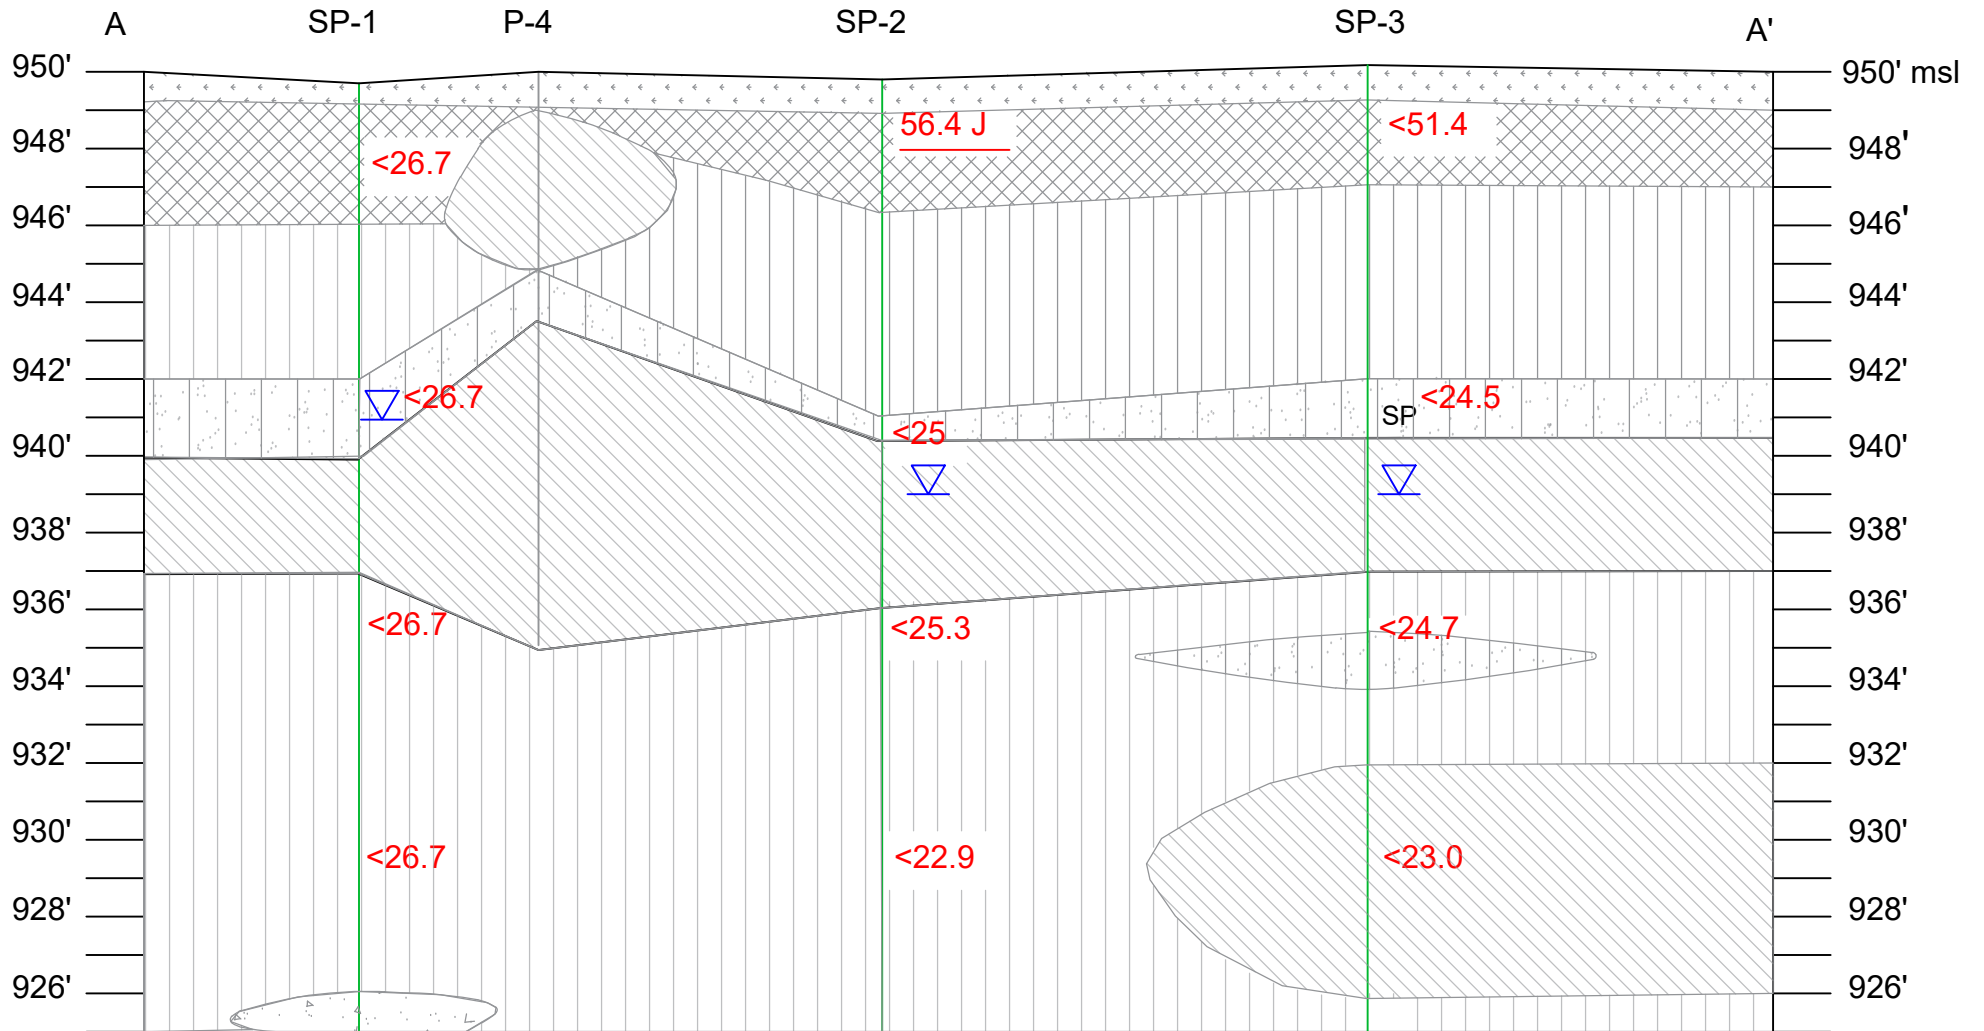 A SP-1 P-4 SP-2 SP-3 A'
950' 950' msl
<26.7 56.4 J <51.4
948' 948'
946' 946'
944' 944'
942' 942'
<26.7 <25 SP <24.5
940' 940'
938' 938'
936' 936'
<26.7 <25.3 <24.7
934' 934'
932' 932'
930' 930'
<26.7 <22.9 <23.0
928' 928'
926' 926'